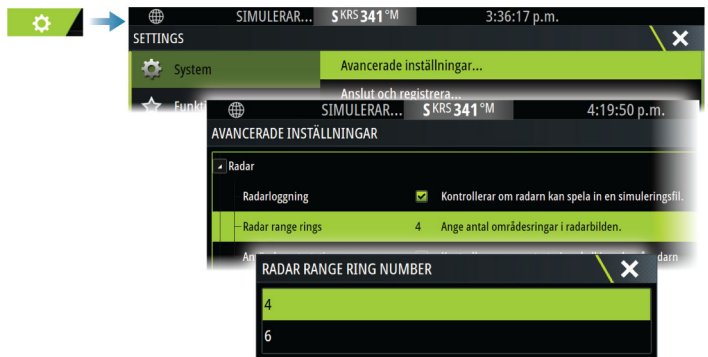 SIMULERAR... S KRS 341 °M 3:36:17 p.m.
SETTINGS
System
Avancerade inställningar...
Anslut och registrera...
SIMULERAR... S KRS 341 °M 4:19:50 p.m.
AVANCERADE INSTÄLLNINGAR
Radar
Radarloggning Kontrollerar om radarn kan spela in en simuleringsfil.
Radar range rings 4 Ange antal områdesringar i radarbilden.
RADAR RANGE RING NUMBER
4
6